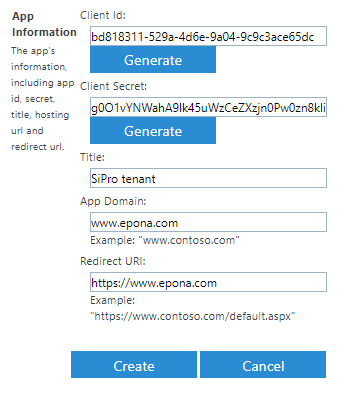 App
Information
The app's
information,
including app
id, secret,
title, hosting
url and
redirect url.
Client Id:
bd818311-529a-4d6e-9a04-9c9c3ace65dc
Generate
Client Secret:
g0O1vYNWahA9Ik45uWzCeZXzjn0Pw0zn8kli
Generate
Title:
SiPro tenant
App Domain:
www.epona.com
Example: "www.contoso.com"
Redirect URI:
https://www.epona.com
Example:
"https://www.contoso.com/default.aspx"
Create
Cancel